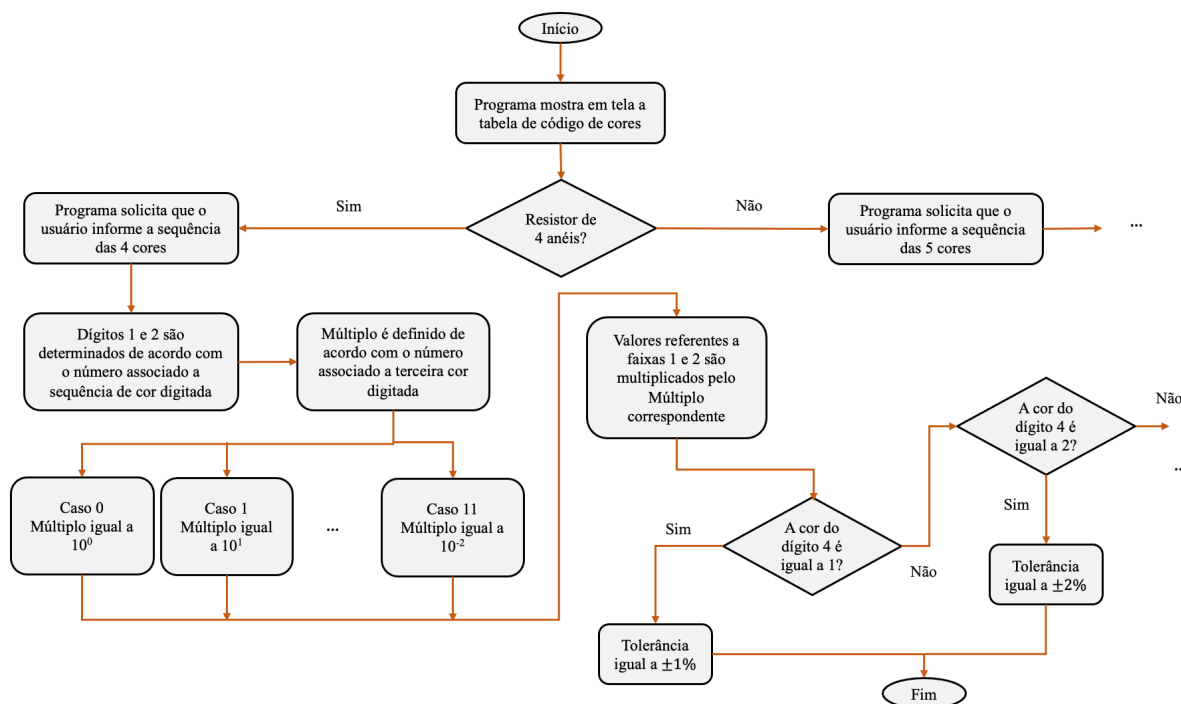 Início
Programa mostra em tela a
tabela de código de cores
Resistor de
4 anéis?
Sim
Não
Programa solicita que o
usuário informe a sequência
das 4 cores
Programa solicita que o
usuário informe a sequência
das 5 cores
...
Dígitos 1 e 2 são
determinados de acordo com
o número associado a
sequência de cor digitada
Múltiplo é definido de
acordo com o número
associado a terceira cor
digitada
Caso 0
Múltiplo igual a
10⁰
Caso 1
Múltiplo igual
a 10¹
...
Caso 11
Múltiplo igual a
10⁻²
Valores referentes a
faixas 1 e 2 são
multiplicados pelo
Múltiplo
correspondente
A cor do
dígito 4 é
igual a 1?
Sim
Não
Tolerância
igual a ±1%
A cor do
dígito 4 é
igual a 2?
Não
...
Sim
Tolerância
igual a ±2%
Fim